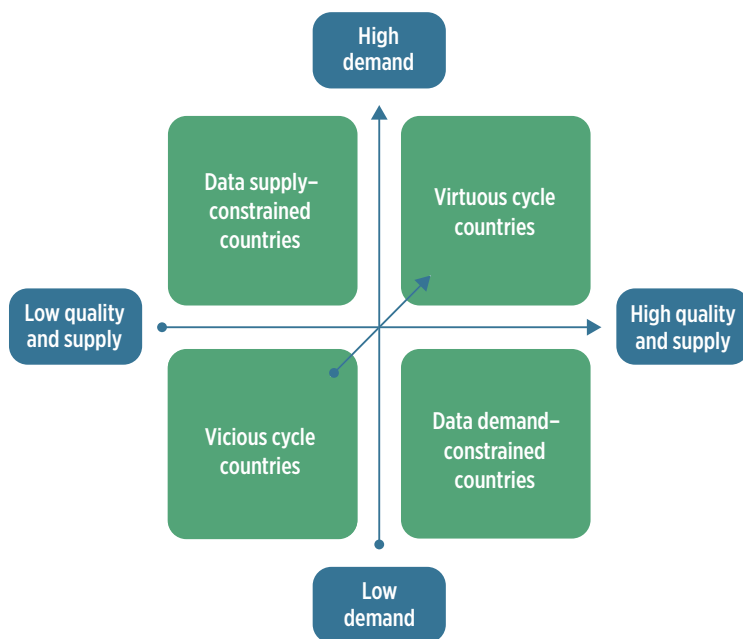 High
demand
Data supply–
constrained
countries
Virtuous cycle
countries
Low quality
and supply
High quality
and supply
Vicious cycle
countries
Data demand–
constrained
countries
Low
demand